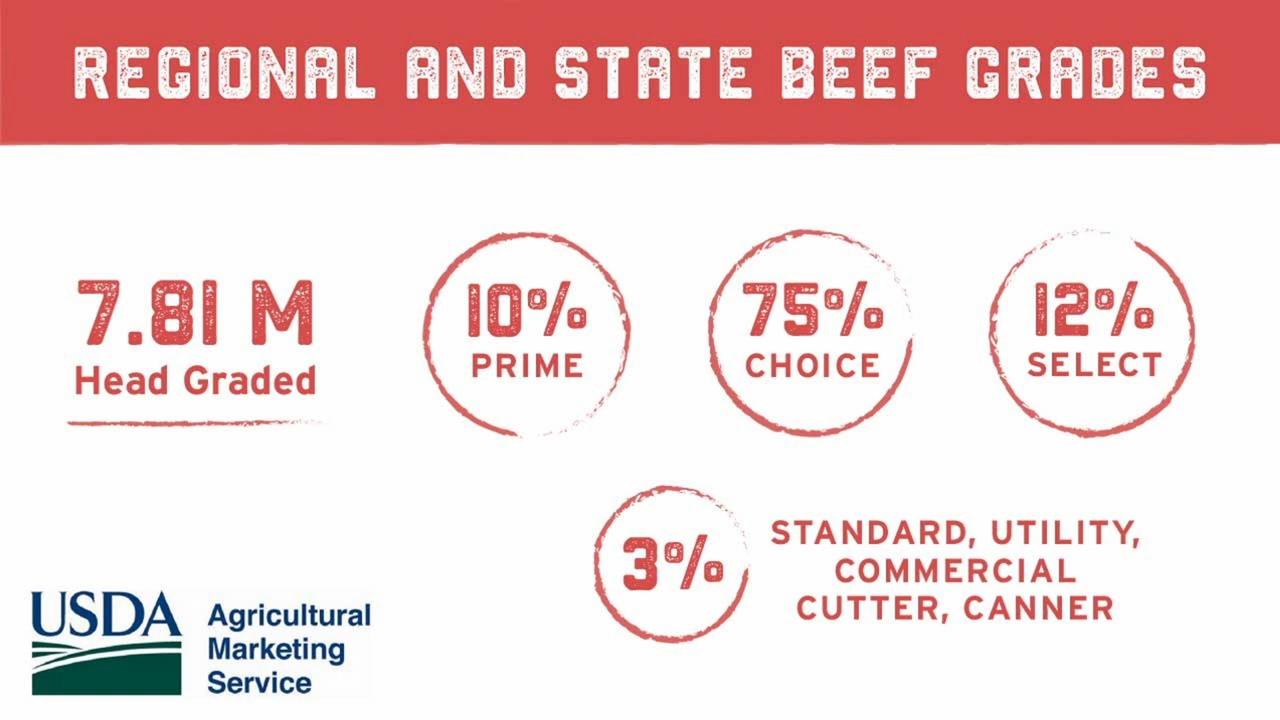 REGIONAL AND STATE BEEF GRADES
7.81 M
Head Graded
10%
PRIME
75%
CHOICE
12%
SELECT
3%
STANDARD, UTILITY,
COMMERCIAL
CUTTER, CANNER
USDA
Agricultural
Marketing
Service